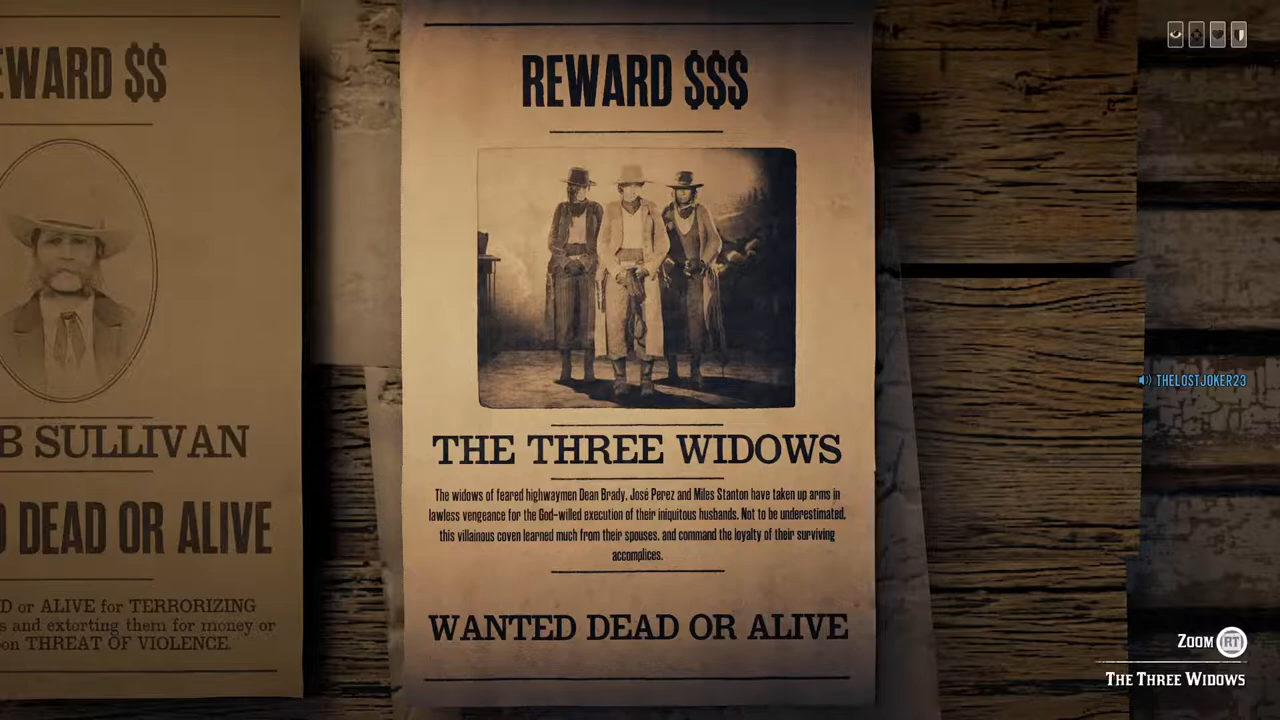 EWARD $$
B SULLIVAN
DEAD OR ALIVE
D or ALIVE for TERRORIZING
s and extorting them for money or
on THREAT OF VIOLENCE.
REWARD $$$
THE THREE WIDOWS
The widows of feared highwaymen Dean Brady, José Perez and Miles Stanton have taken up arms in
lawless vengeance for the God-willed execution of their iniquitous husbands. Not to be underestimated,
this villainous coven learned much from their spouses, and command the loyalty of their surviving
accomplices.
WANTED DEAD OR ALIVE
THELOSTJOKER23
ZOOM RT
THE THREE WIDOWS